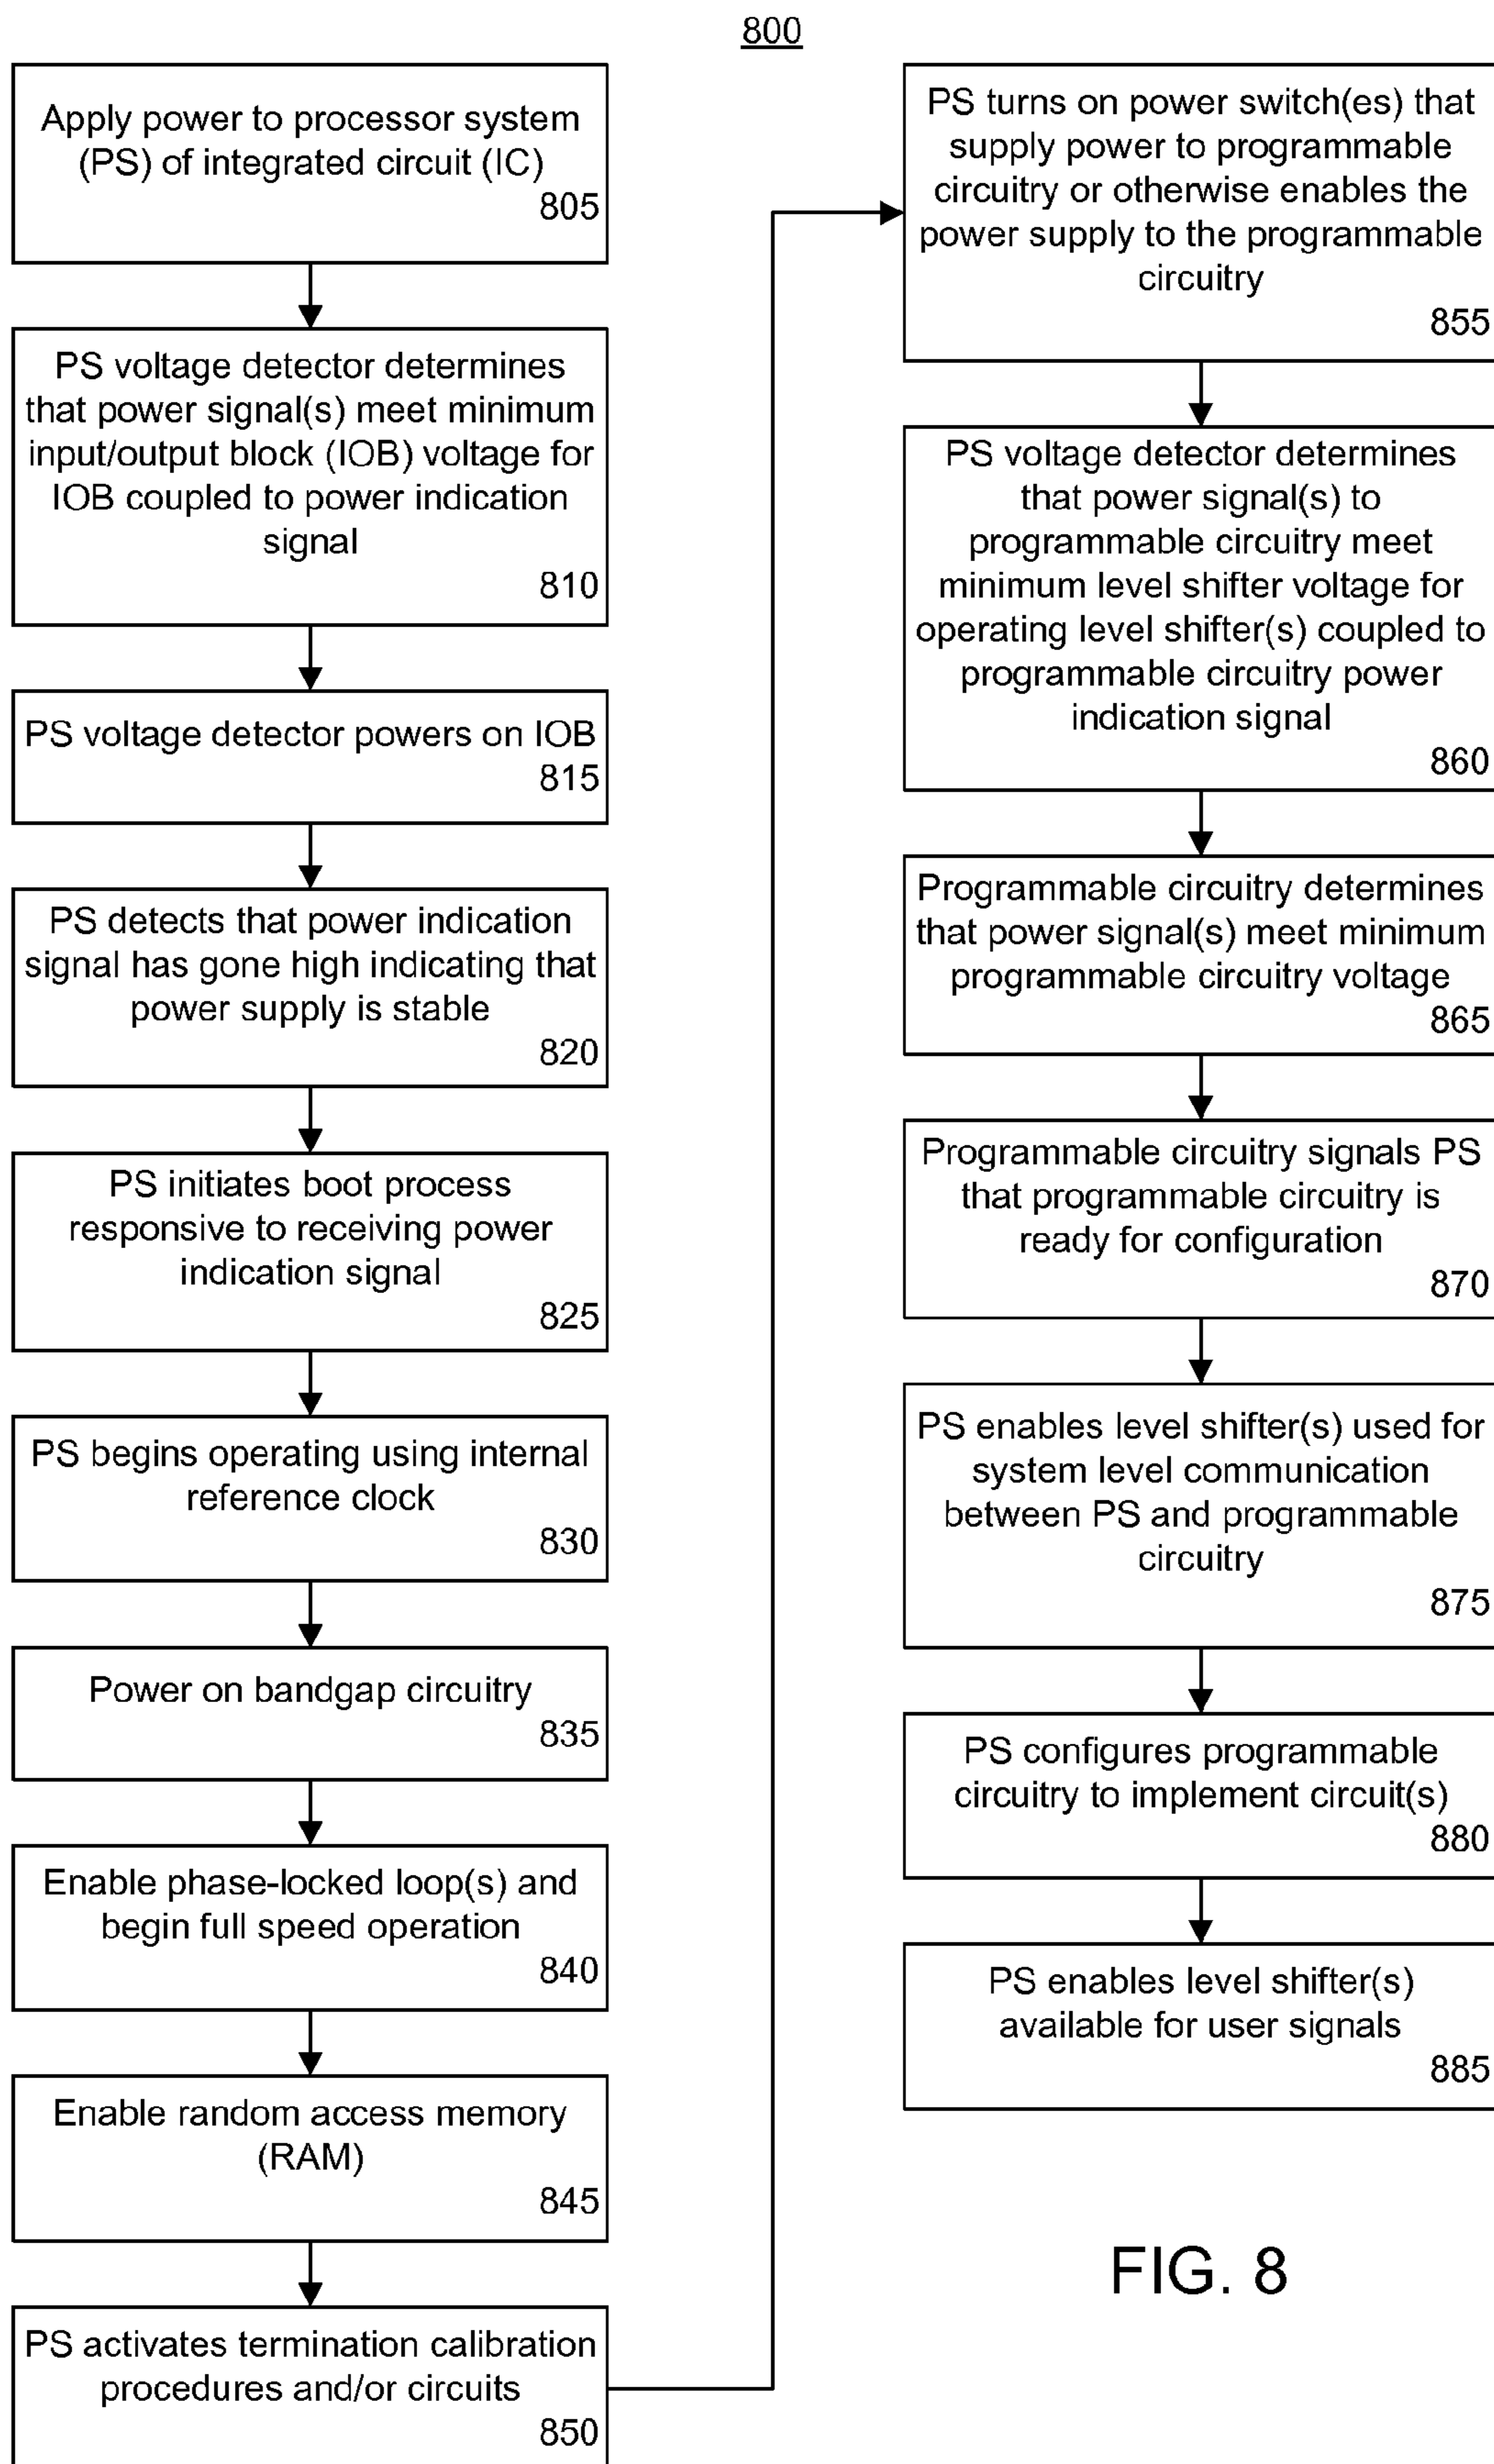 800
Apply power to processor system
(PS) of integrated circuit (IC)
805
PS voltage detector determines
that power signal(s) meet minimum
input/output block (IOB) voltage for
IOB coupled to power indication
signal
810
PS voltage detector powers on IOB
815
PS detects that power indication
signal has gone high indicating that
power supply is stable
820
PS initiates boot process
responsive to receiving power
indication signal
825
PS begins operating using internal
reference clock
830
Power on bandgap circuitry
835
Enable phase-locked loop(s) and
begin full speed operation
840
Enable random access memory
(RAM)
845
PS activates termination calibration
procedures and/or circuits
850
PS turns on power switch(es) that
supply power to programmable
circuitry or otherwise enables the
power supply to the programmable
circuitry
855
PS voltage detector determines
that power signal(s) to
programmable circuitry meet
minimum level shifter voltage for
operating level shifter(s) coupled to
programmable circuitry power
indication signal
860
Programmable circuitry determines
that power signal(s) meet minimum
programmable circuitry voltage
865
Programmable circuitry signals PS
that programmable circuitry is
ready for configuration
870
PS enables level shifter(s) used for
system level communication
between PS and programmable
circuitry
875
PS configures programmable
circuitry to implement circuit(s)
880
PS enables level shifter(s)
available for user signals
885
FIG. 8